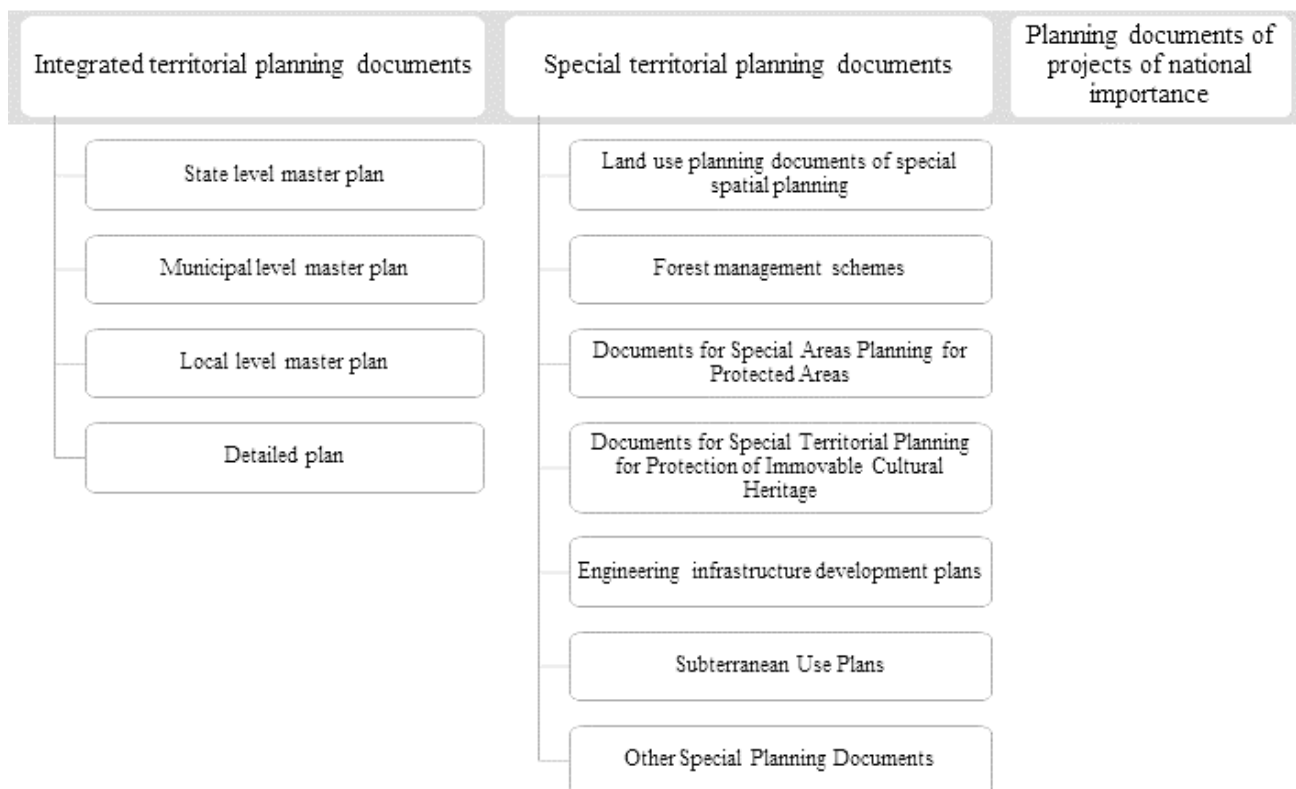 Integrated territorial planning documents
State level master plan
Municipal level master plan
Local level master plan
Detailed plan
Special territorial planning documents
Land use planning documents of special
spatial planning
Forest management schemes
Documents for Special Areas Planning for
Protected Areas
Documents for Special Territorial Planning
for Protection of Immovable Cultural
Heritage
Engineering infrastructure development plans
Subterranean Use Plans
Other Special Planning Documents
Planning documents of
projects of national
importance